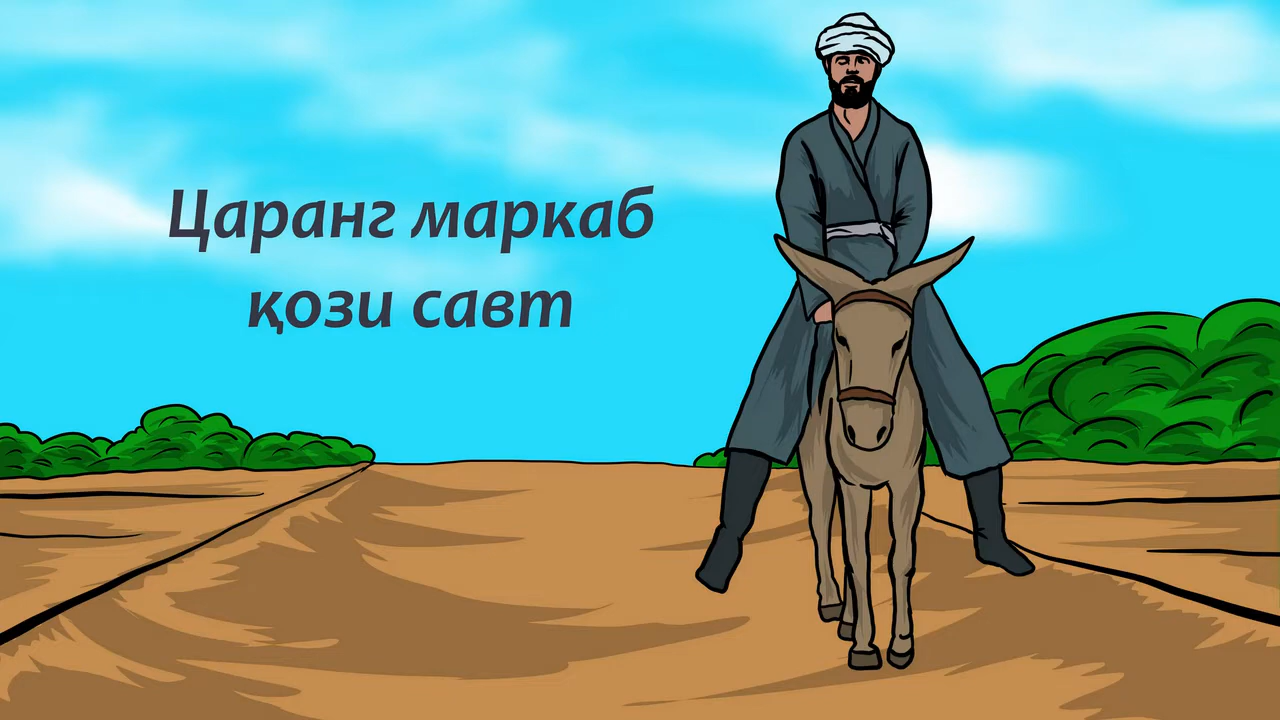 Царанг маркаб
қози савт